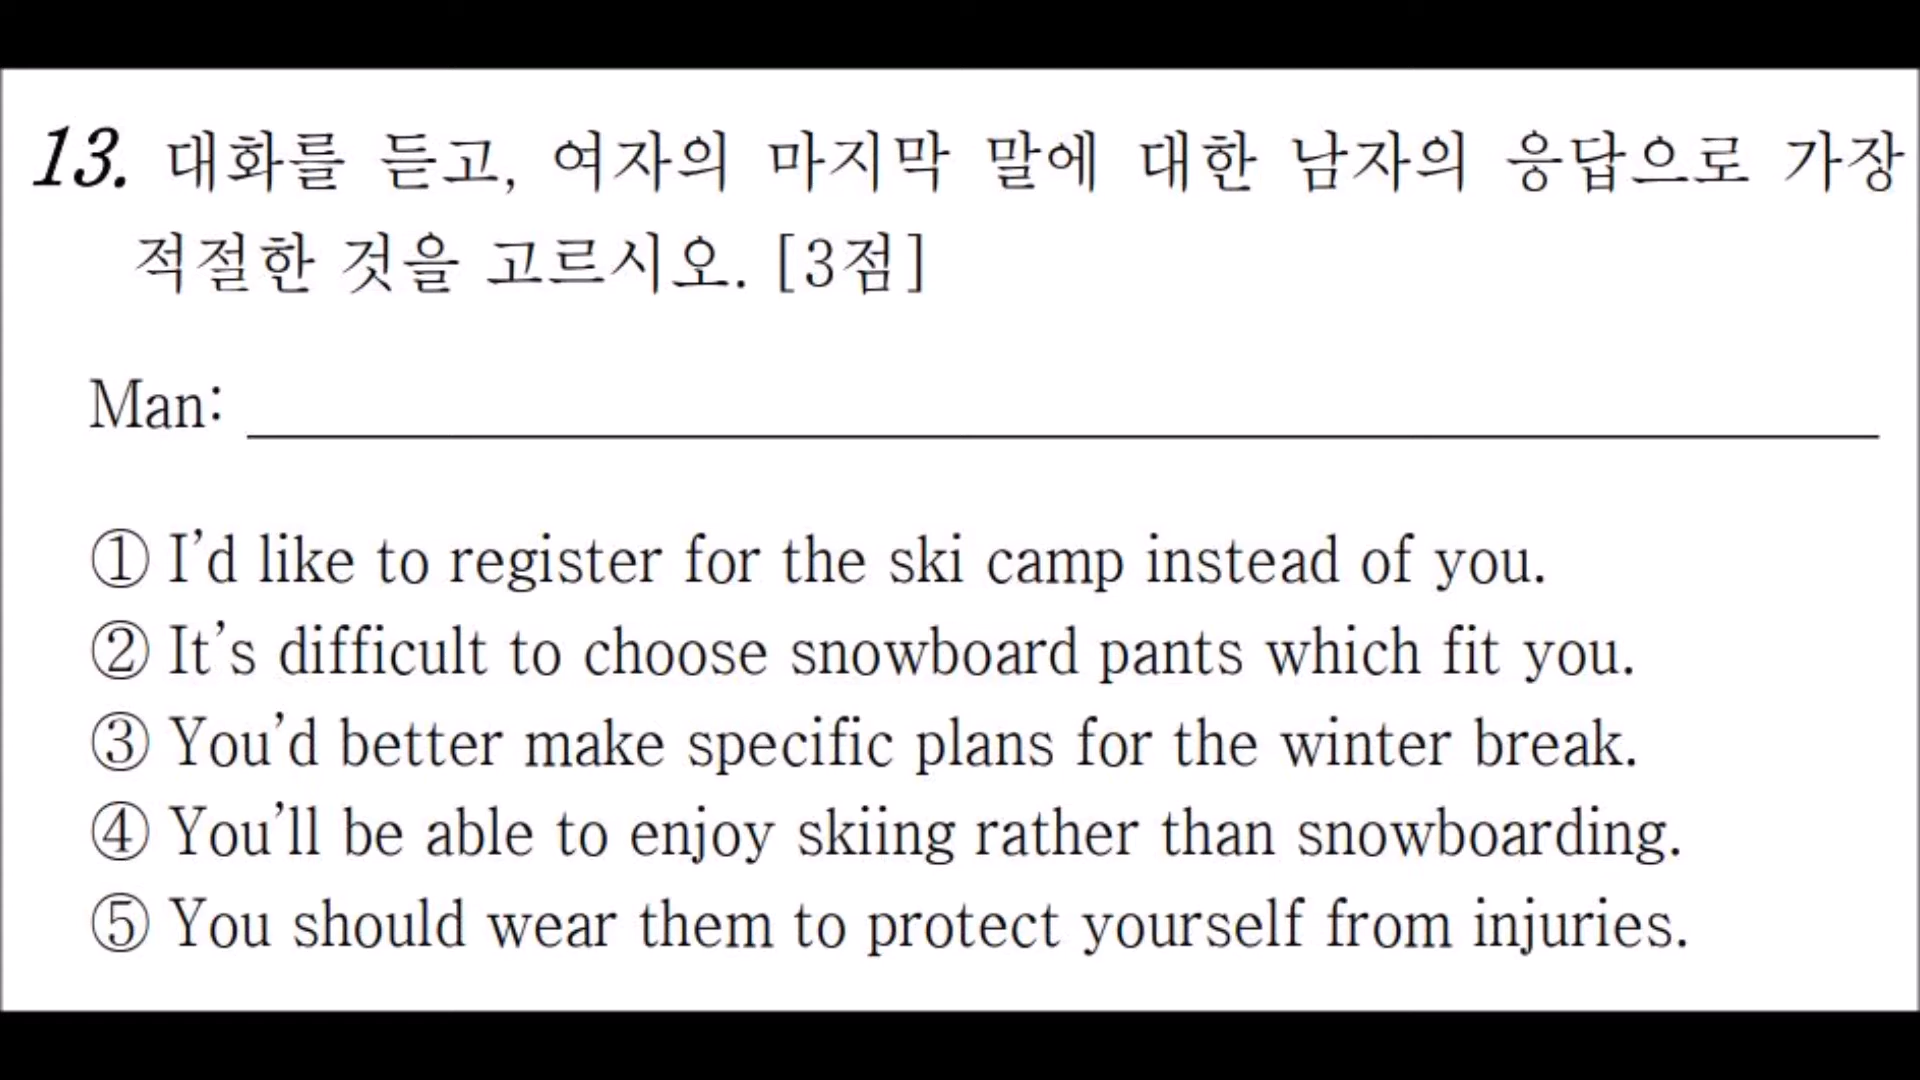 13. 대화를 듣고, 여자의 마지막 말에 대한 남자의 응답으로 가장
적절한 것을 고르시오. [3점]
Man:
① I'd like to register for the ski camp instead of you.
② It's difficult to choose snowboard pants which fit you.
③ You'd better make specific plans for the winter break.
④ You'll be able to enjoy skiing rather than snowboarding.
⑤ You should wear them to protect yourself from injuries.